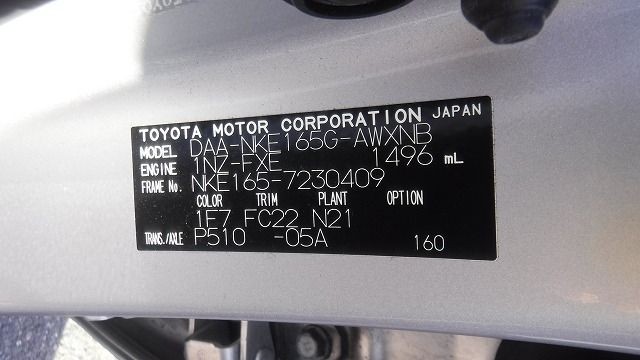 TOYOTA MOTOR CORPORATION JAPAN
MODEL DAA-NKE165G-AWXNB
ENGINE 1NZ-FXE 1496 mL
FRAME No. NKE165-7230409
COLOR TRIM PLANT OPTION
1F7 FC22 N21
TRANS./AXLE P510 -05A 160